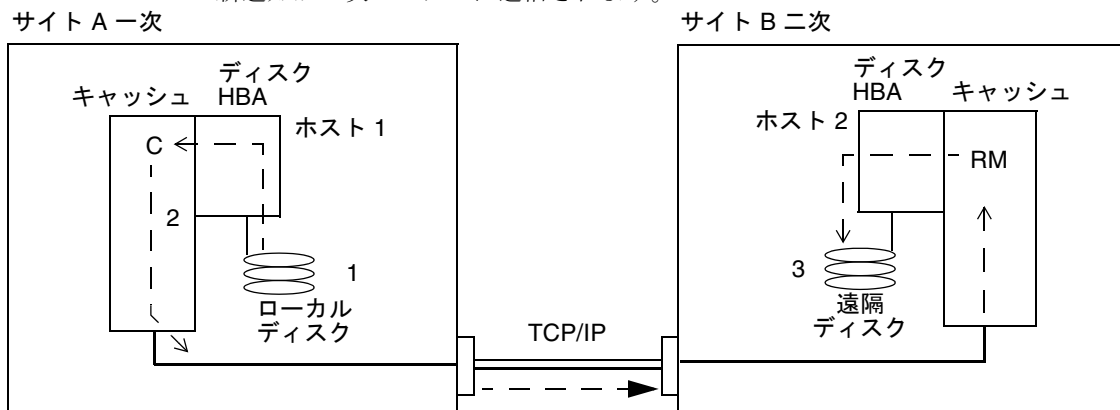 サイト A 一次
サイト B 二次
ディスク
HBA
キャッシュ
ホスト 1
C
2
1
ローカル
ディスク
TCP/IP
ディスク
HBA
キャッシュ
ホスト 2
RM
3
遠隔
ディスク